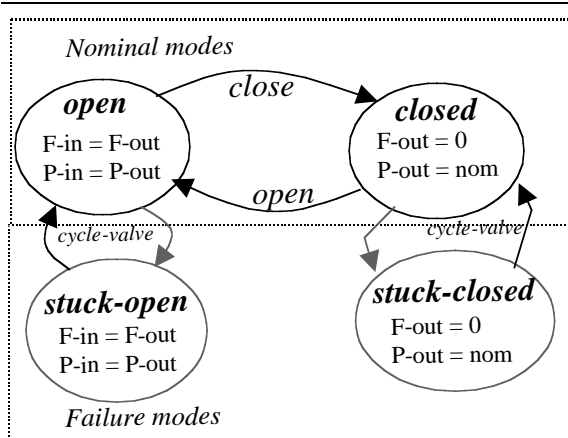 Nominal modes
close
open
F-in = F-out
P-in = P-out
closed
F-out = 0
P-out = nom
open
cycle-valve
cycle-valve
stuck-open
F-in = F-out
P-in = P-out
stuck-closed
F-out = 0
P-out = nom
Failure modes